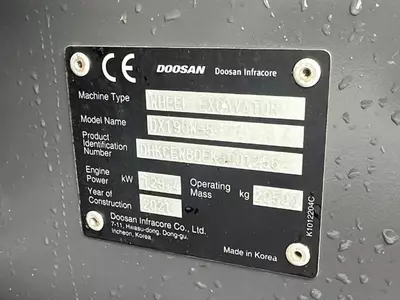 CE DOOSAN Doosan Infracore
Machine Type WHEEL EXCAVATOR
Model Name DX190W-5
Product
Identification
Number
Engine
Power kW Operating
Mass kg
Year of
Construction 2021
Doosan Infracore Co., Ltd.
7-11, Hwasu-dong, Dong-gu,
Incheon, Korea
Made in Korea
K1012204C